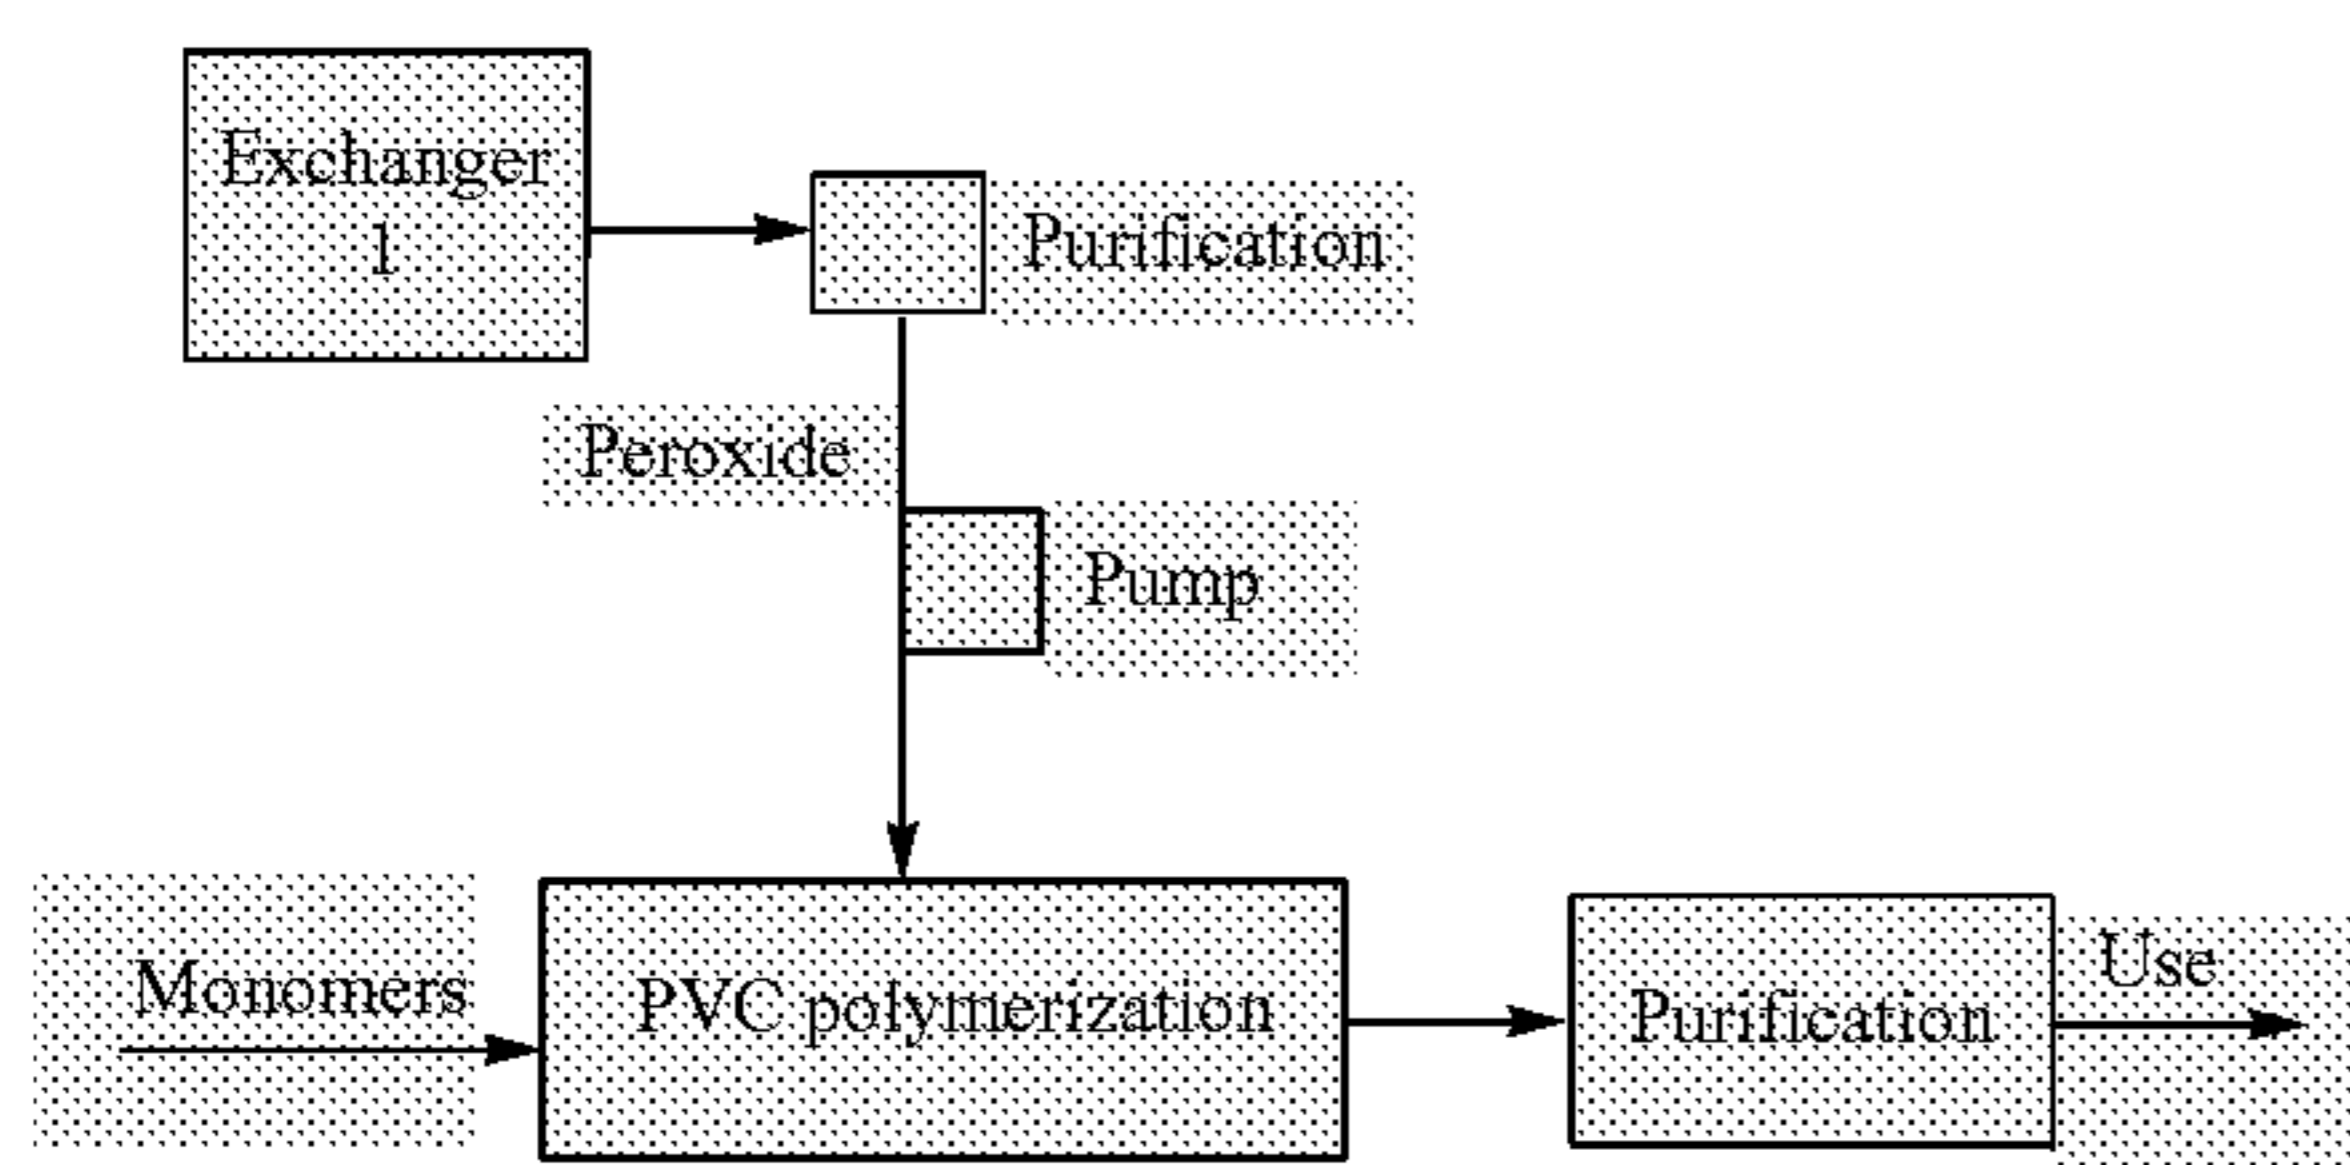 Exchanger
1
Purification
Peroxide
Pump
Monomers
PVC polymerization
Purification
Use